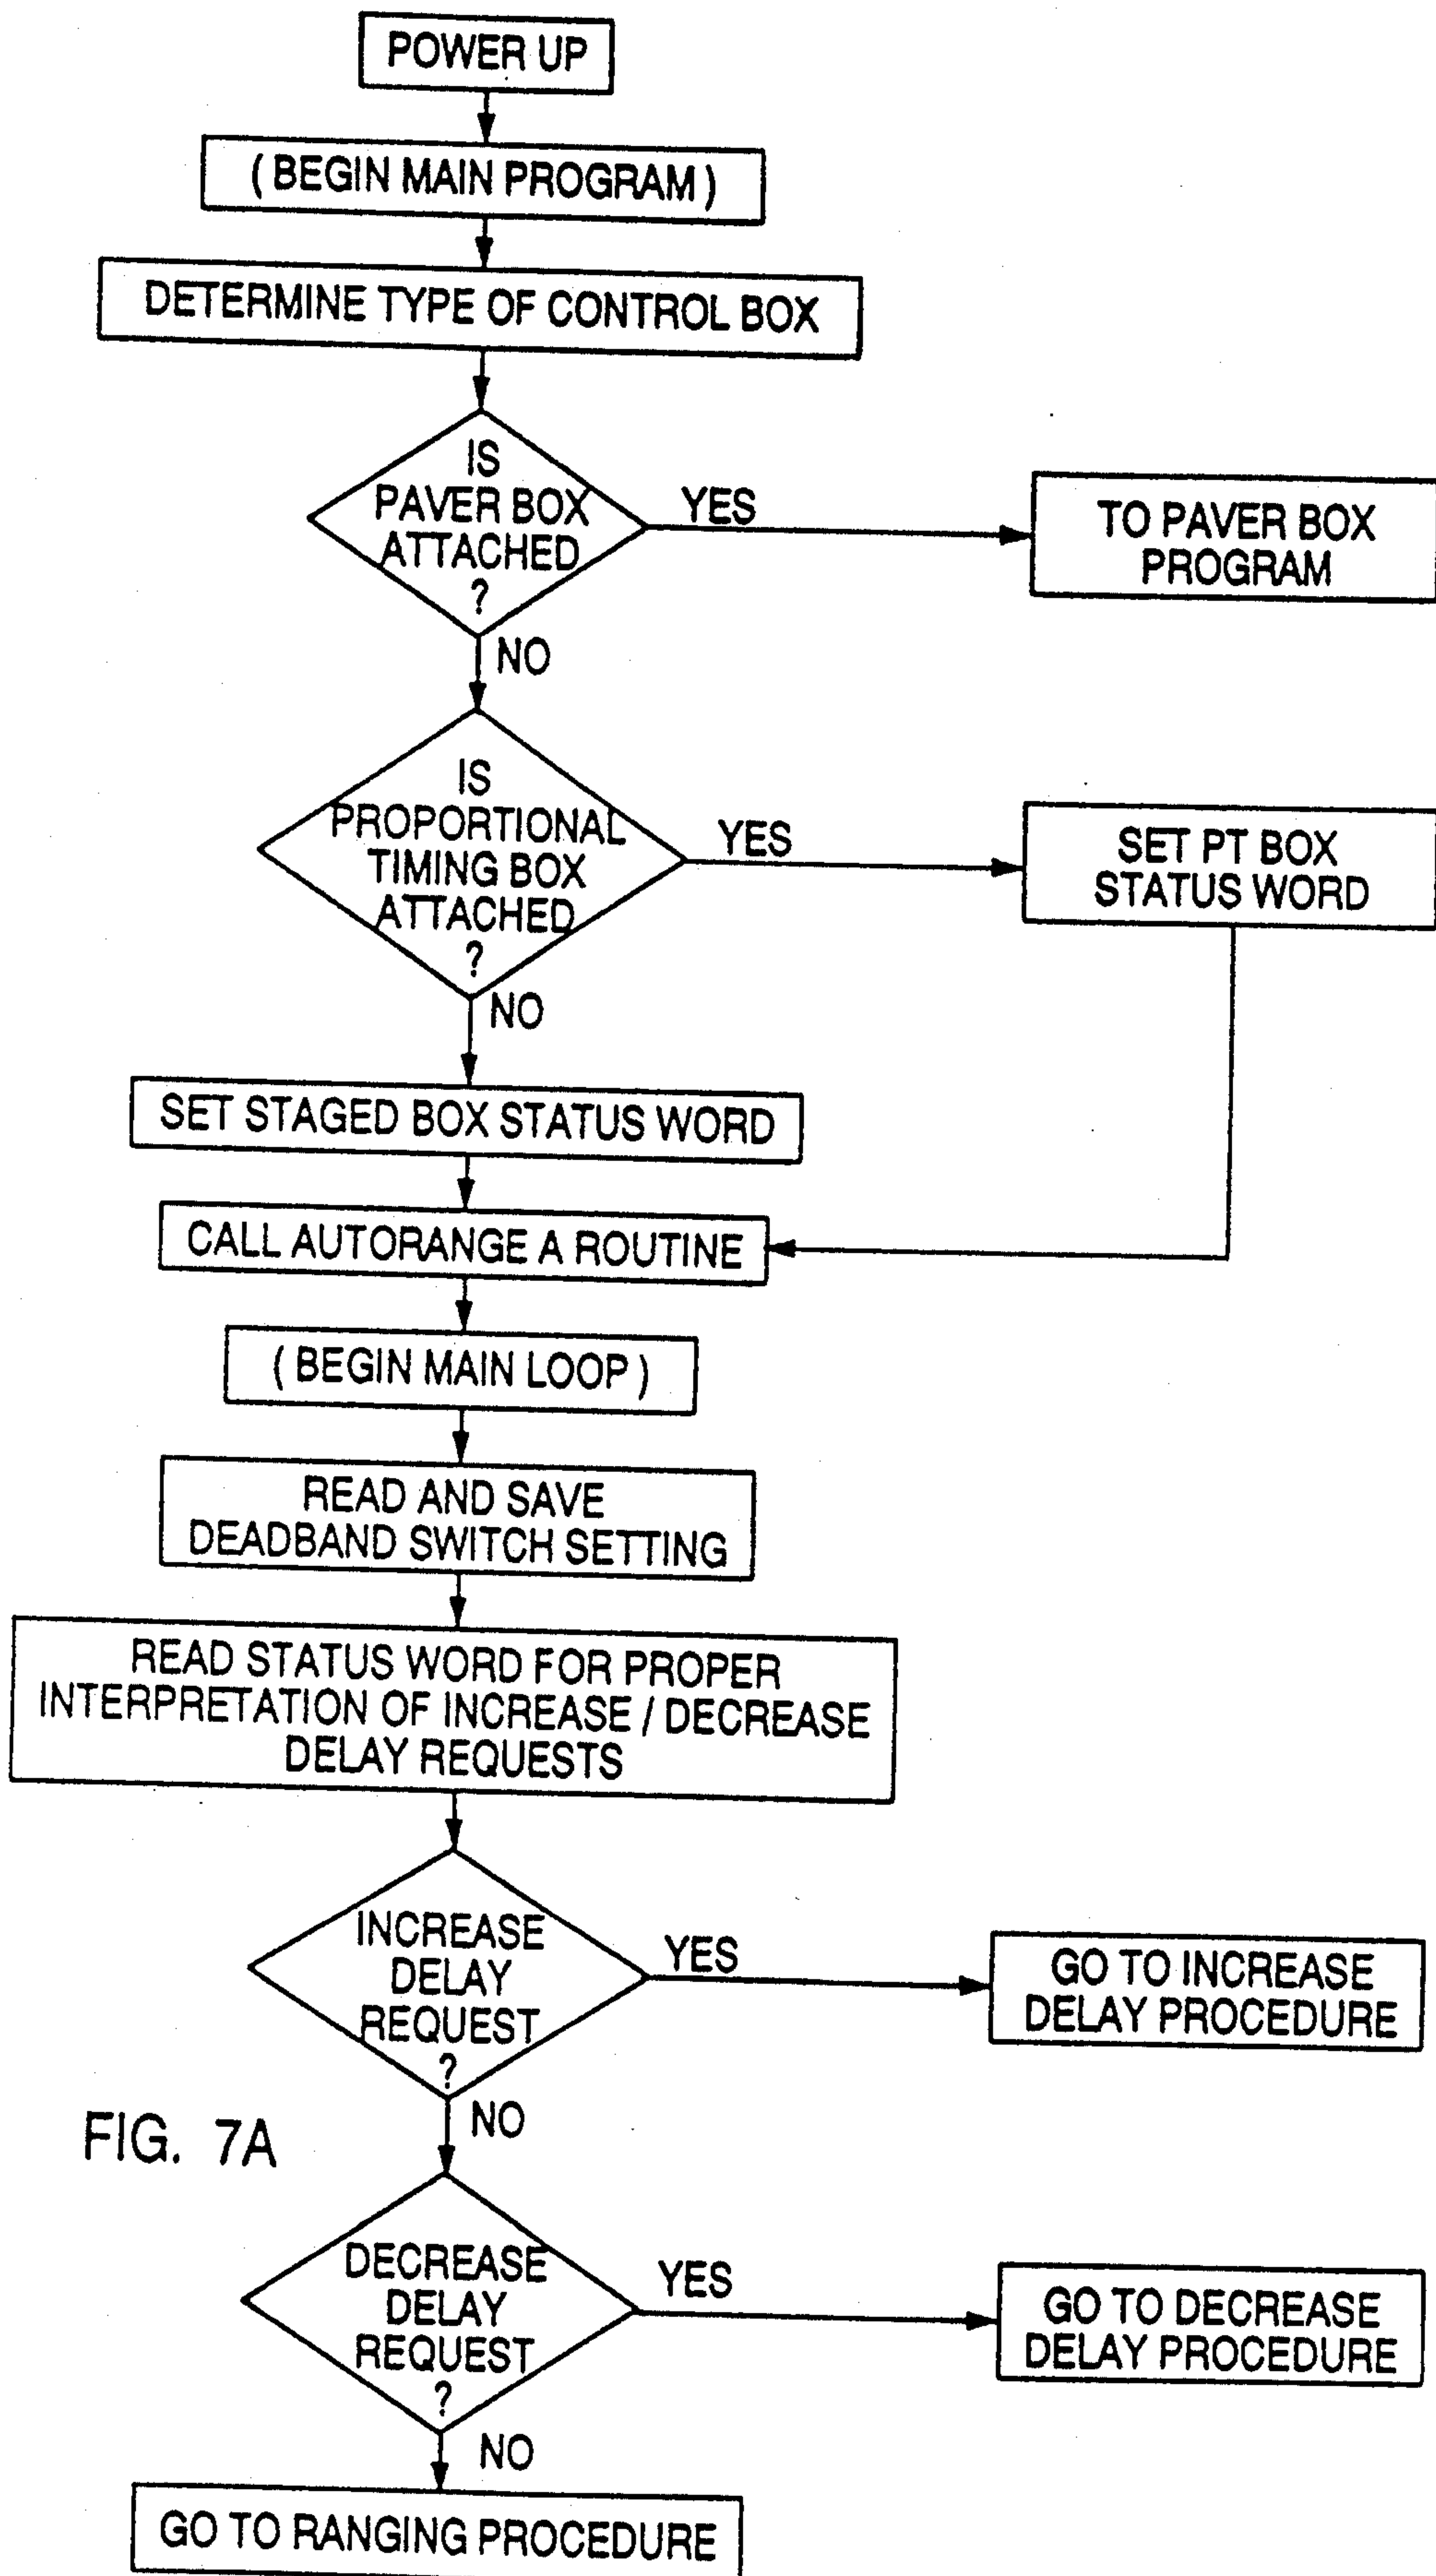 POWER UP
( BEGIN MAIN PROGRAM )
DETERMINE TYPE OF CONTROL BOX
IS
PAVER BOX
ATTACHED
?
YES
TO PAVER BOX
PROGRAM
NO
IS
PROPORTIONAL
TIMING BOX
ATTACHED
?
YES
SET PT BOX
STATUS WORD
NO
SET STAGED BOX STATUS WORD
CALL AUTORANGE A ROUTINE
( BEGIN MAIN LOOP )
READ AND SAVE
DEADBAND SWITCH SETTING
READ STATUS WORD FOR PROPER
INTERPRETATION OF INCREASE / DECREASE
DELAY REQUESTS
INCREASE
DELAY
REQUEST
?
YES
GO TO INCREASE
DELAY PROCEDURE
NO
FIG. 7A
DECREASE
DELAY
REQUEST
?
YES
GO TO DECREASE
DELAY PROCEDURE
NO
GO TO RANGING PROCEDURE